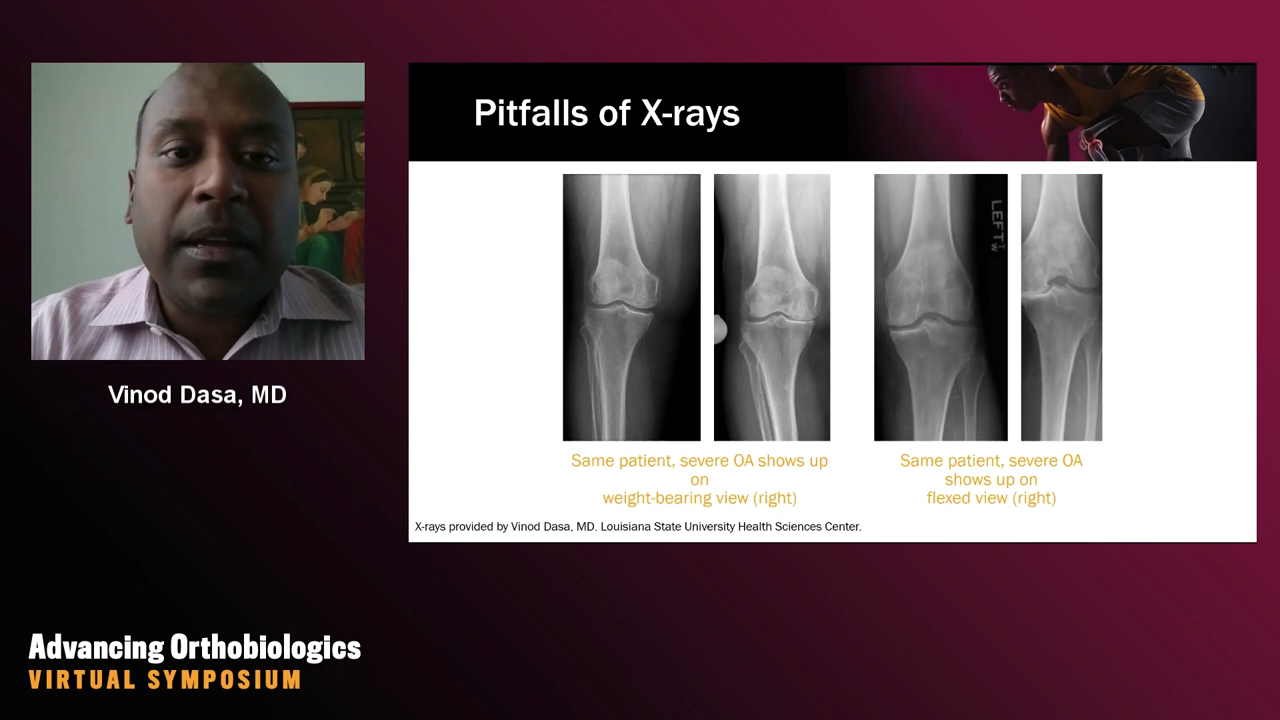 Pitfalls of X-rays
LEFT
W
Same patient, severe OA shows up
on
weight-bearing view (right)
Same patient, severe OA
shows up on
flexed view (right)
X-rays provided by Vinod Dasa, MD. Louisiana State University Health Sciences Center.
Vinod Dasa, MD
Advancing Orthobiologics
VIRTUAL SYMPOSIUM